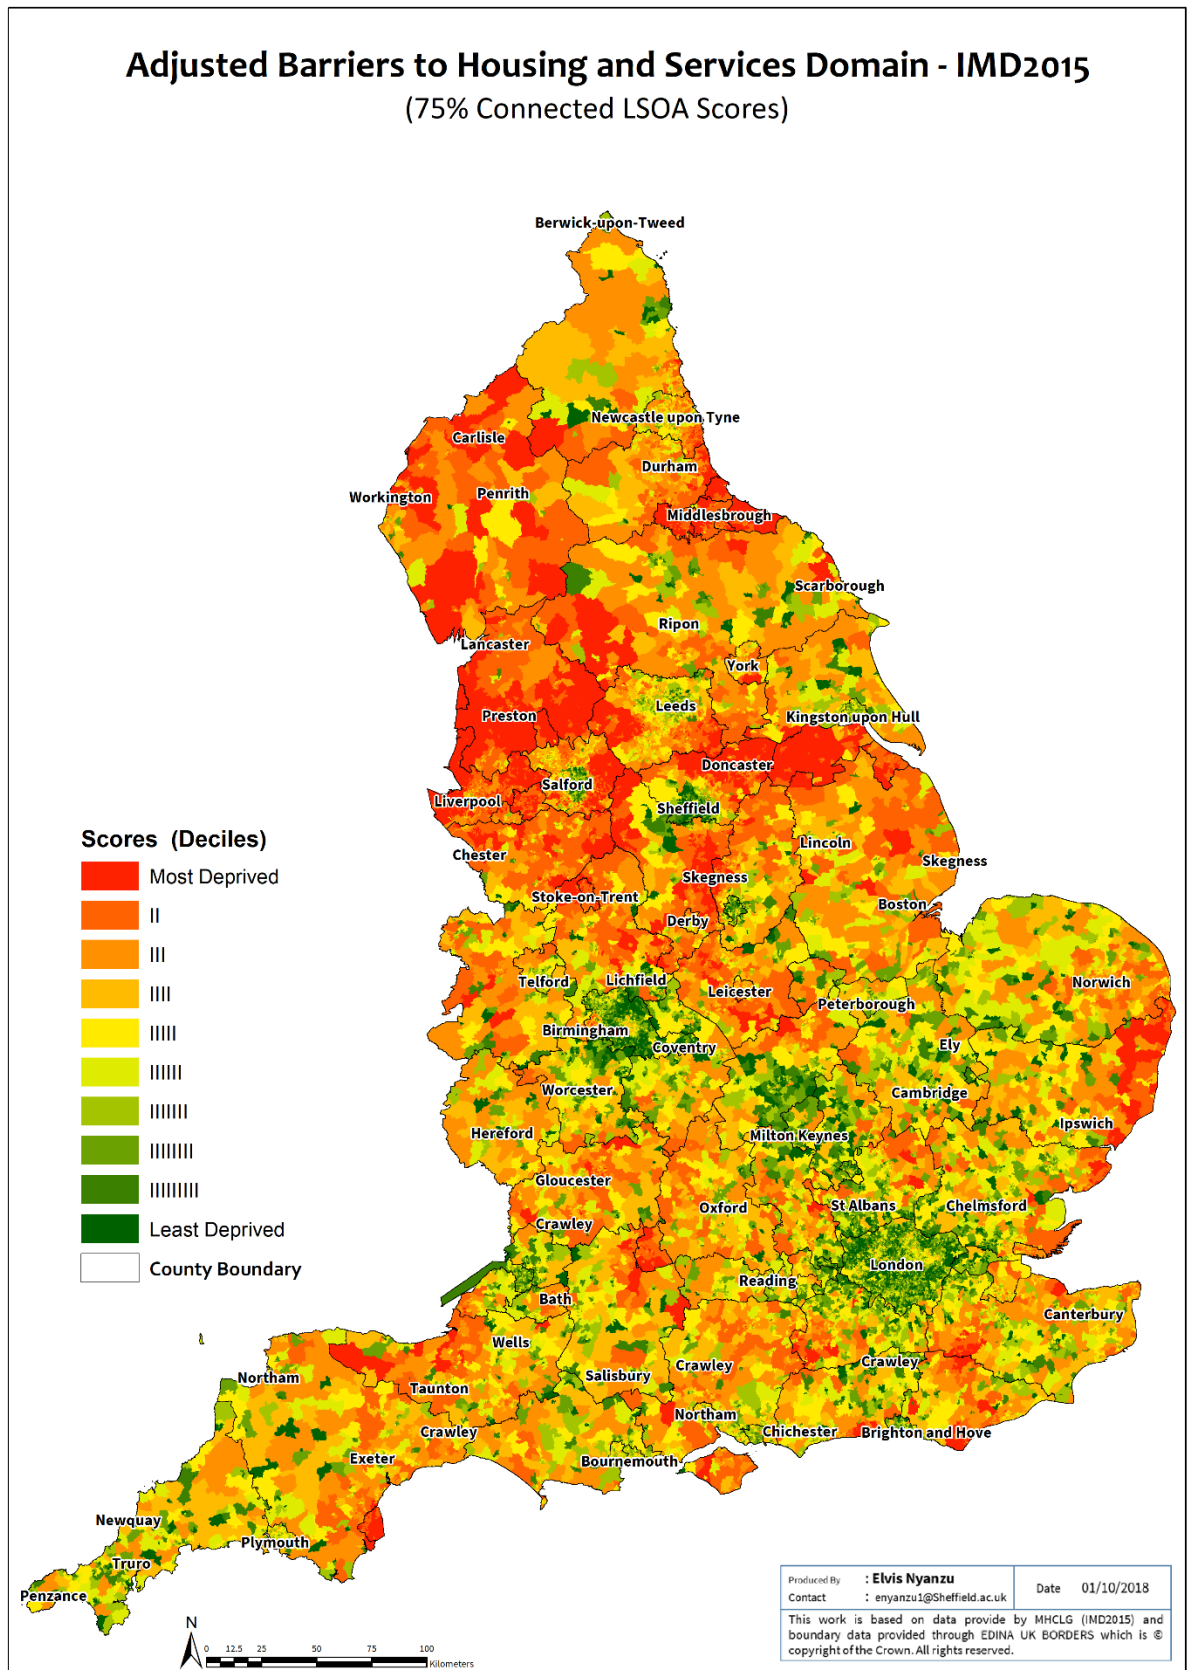 Adjusted Barriers to Housing and Services Domain - IMD2015
(75% Connected LSOA Scores)
Berwick-upon-Tweed
Newcastle upon Tyne
Carlisle
Durham
Workington
Penrith
Middlesbrough
Scarborough
Ripon
Lancaster
York
Leeds
Preston
Kingston upon Hull
Doncaster
Salford
Liverpool
Sheffield
Lincoln
Chester
Skegness
Skegness
Stoke-on-Trent
Boston
Derby
Telford
Lichfield
Leicester
Norwich
Peterborough
Birmingham
Coventry
Ely
Worcester
Cambridge
Hereford
Milton Keynes
Ipswich
Gloucester
Oxford
St Albans
Chelmsford
Crawley
London
Reading
Bath
Canterbury
Wells
Crawley
Crawley
Northam
Salisbury
Taunton
Northam
Crawley
Chichester
Brighton and Hove
Exeter
Bournemouth
Newquay
Plymouth
Truro
Penzance
Scores (Deciles)
Most Deprived
II
III
IIII
IIIII
IIIIII
IIIIIII
IIIIIIII
IIIIIIIII
Least Deprived
County Boundary
N
0 12.5 25 50 75 100
Kilometers
Produced By : Elvis Nyanzu
Contact : enyanzu1@Sheffield.ac.uk
Date 01/10/2018
This work is based on data provide by MHCLG (IMD2015) and
boundary data provided through EDINA UK BORDERS which is ©
copyright of the Crown. All rights reserved.